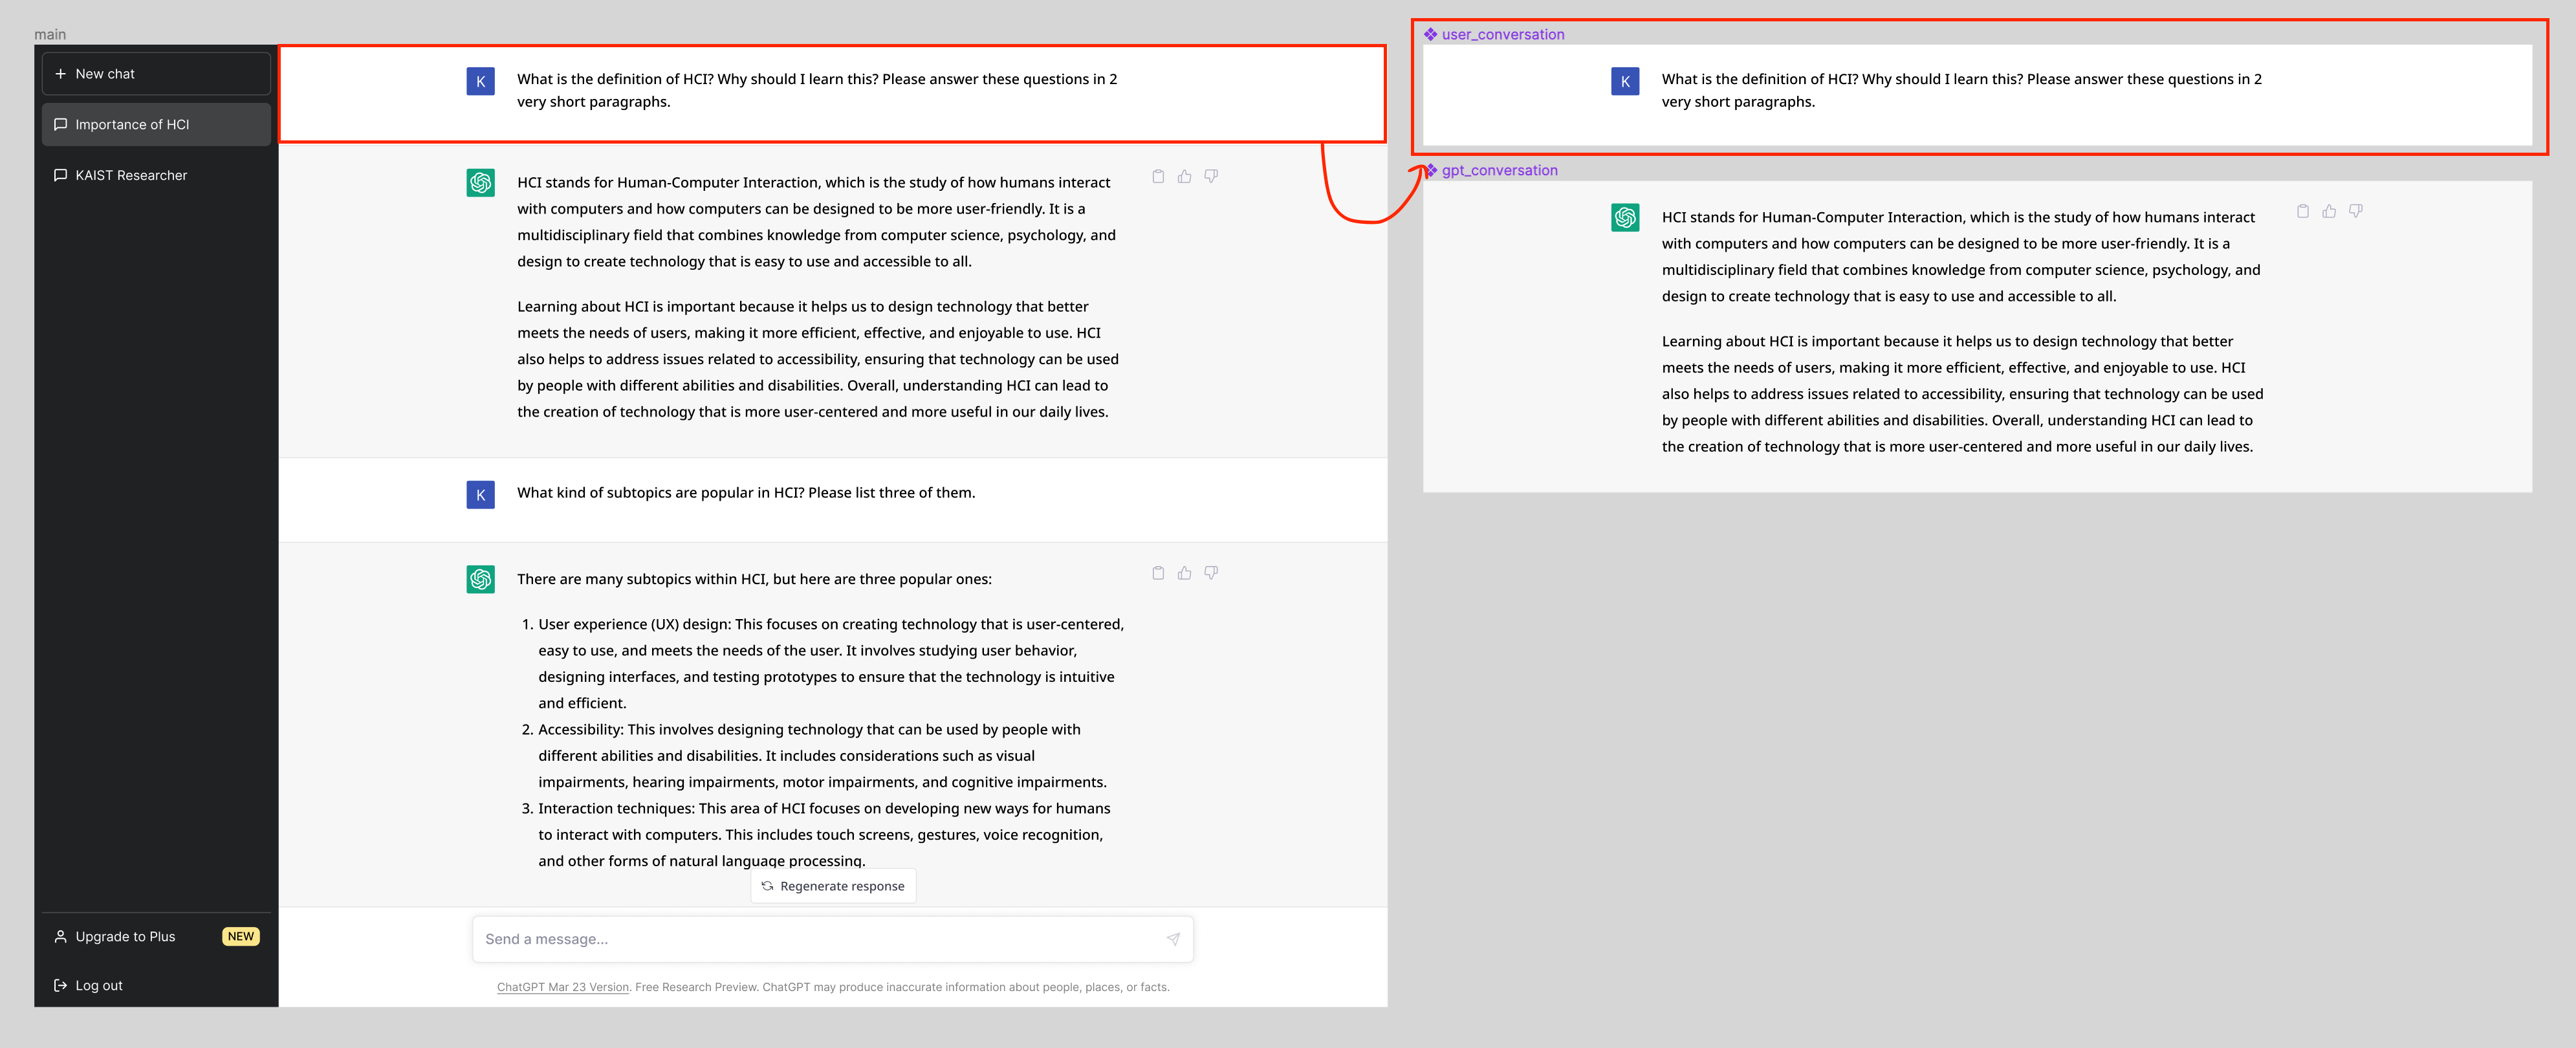 main
New chat
Importance of HCI
KAIST Researcher
Upgrade to Plus
NEW
Log out
K
What is the definition of HCI? Why should I learn this? Please answer these questions in 2
very short paragraphs.
HCI stands for Human-Computer Interaction, which is the study of how humans interact
with computers and how computers can be designed to be more user-friendly. It is a
multidisciplinary field that combines knowledge from computer science, psychology, and
design to create technology that is easy to use and accessible to all.
Learning about HCI is important because it helps us to design technology that better
meets the needs of users, making it more efficient, effective, and enjoyable to use. HCI
also helps to address issues related to accessibility, ensuring that technology can be used
by people with different abilities and disabilities. Overall, understanding HCI can lead to
the creation of technology that is more user-centered and more useful in our daily lives.
K
What kind of subtopics are popular in HCI? Please list three of them.
There are many subtopics within HCI, but here are three popular ones:
1. User experience (UX) design: This focuses on creating technology that is user-centered,
easy to use, and meets the needs of the user. It involves studying user behavior,
designing interfaces, and testing prototypes to ensure that the technology is intuitive
and efficient.
2. Accessibility: This involves designing technology that can be used by people with
different abilities and disabilities. It includes considerations such as visual
impairments, hearing impairments, motor impairments, and cognitive impairments.
3. Interaction techniques: This area of HCI focuses on developing new ways for humans
to interact with computers. This includes touch screens, gestures, voice recognition,
and other forms of natural language processing.
Regenerate response
Send a message...
ChatGPT Mar 23 Version. Free Research Preview. ChatGPT may produce inaccurate information about people, places, or facts.
user_conversation
K
What is the definition of HCI? Why should I learn this? Please answer these questions in 2
very short paragraphs.
gpt_conversation
HCI stands for Human-Computer Interaction, which is the study of how humans interact
with computers and how computers can be designed to be more user-friendly. It is a
multidisciplinary field that combines knowledge from computer science, psychology, and
design to create technology that is easy to use and accessible to all.
Learning about HCI is important because it helps us to design technology that better
meets the needs of users, making it more efficient, effective, and enjoyable to use. HCI
also helps to address issues related to accessibility, ensuring that technology can be used
by people with different abilities and disabilities. Overall, understanding HCI can lead to
the creation of technology that is more user-centered and more useful in our daily lives.